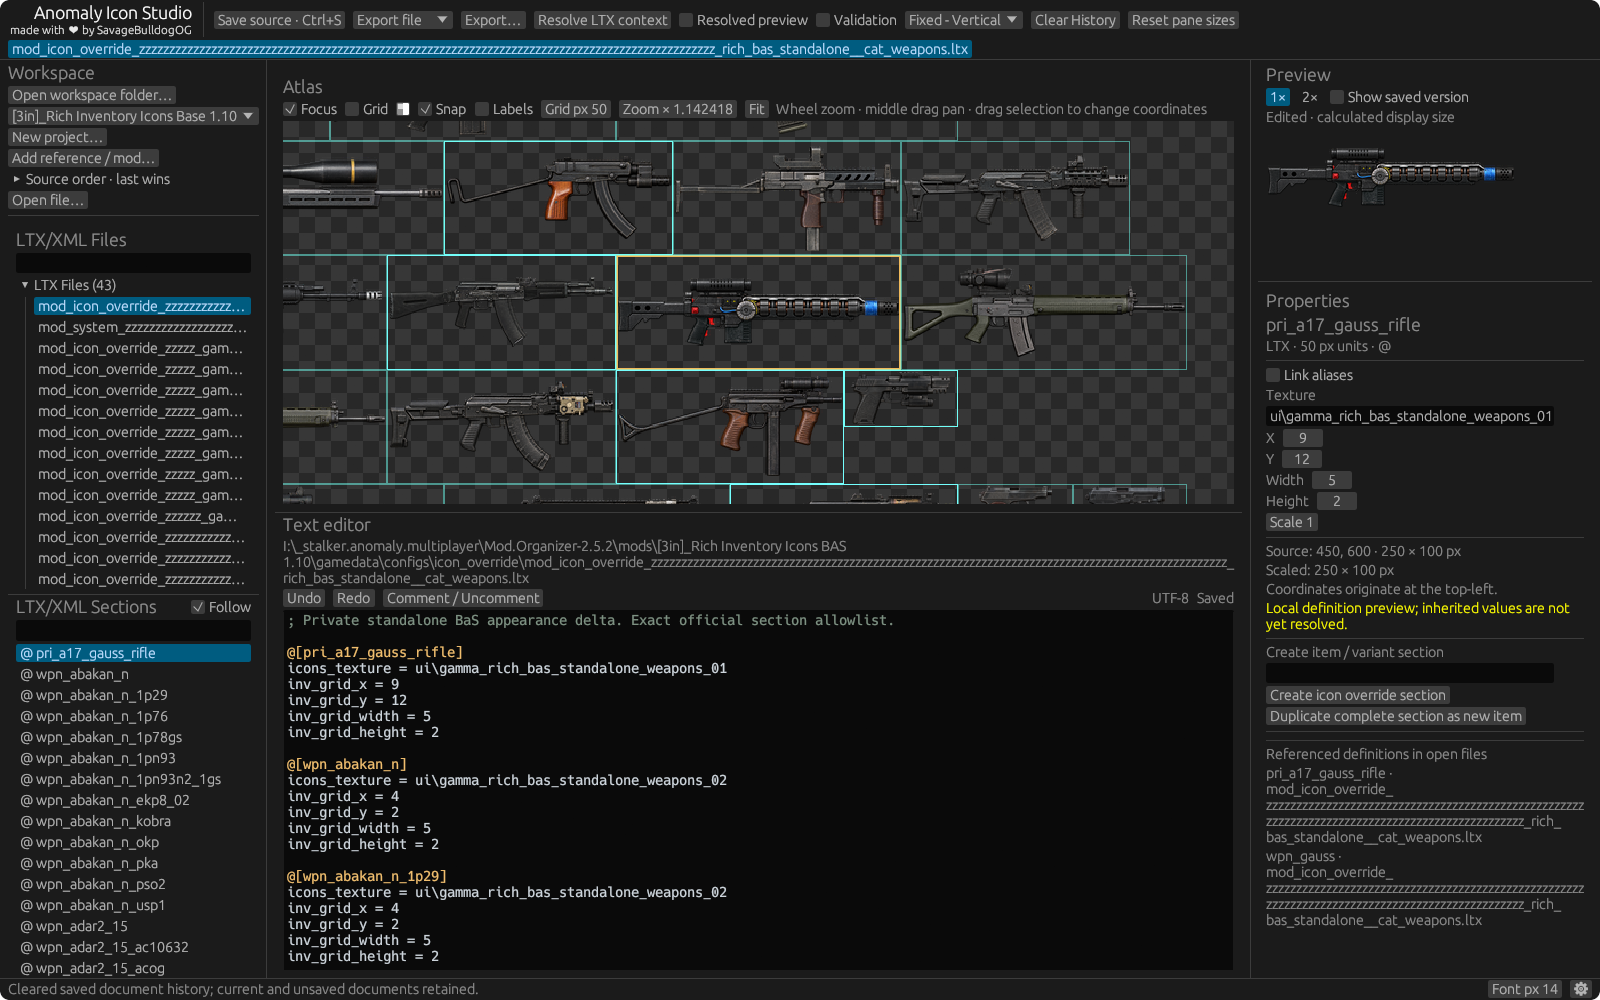 Anomaly Icon Studio
made with ❤ by SavageBulldogOG
Save source · Ctrl+S
Export file
Export…
Resolve LTX context
Resolved preview
Validation
Fixed - Vertical
Clear History
Reset pane sizes
Workspace
Open workspace folder…
[3in]_Rich Inventory Icons Base 1.10
New project…
Add reference / mod…
Source order · last wins
Open file…
LTX/XML Files
LTX Files (43)
mod_icon_override_zzzzzzzzzzz…
mod_system_zzzzzzzzzzzzzzzzzz…
mod_icon_override_zzzzz_gam…
mod_icon_override_zzzzz_gam…
mod_icon_override_zzzzz_gam…
mod_icon_override_zzzzz_gam…
mod_icon_override_zzzzz_gam…
mod_icon_override_zzzzz_gam…
mod_icon_override_zzzzz_gam…
mod_icon_override_zzzzz_gam…
mod_icon_override_zzzzzz_ga…
mod_icon_override_zzzzzzzzzzz…
mod_icon_override_zzzzzzzzzzz…
mod_icon_override_zzzzzzzzzzz…
LTX/XML Sections
Follow
@ pri_a17_gauss_rifle
@ wpn_abakan_n
@ wpn_abakan_n_1p29
@ wpn_abakan_n_1p76
@ wpn_abakan_n_1p78gs
@ wpn_abakan_n_1pn93
@ wpn_abakan_n_1pn93n2_1gs
@ wpn_abakan_n_ekp8_02
@ wpn_abakan_n_kobra
@ wpn_abakan_n_okp
@ wpn_abakan_n_pka
@ wpn_abakan_n_pso2
@ wpn_abakan_n_usp1
@ wpn_adar2_15
@ wpn_adar2_15_ac10632
@ wpn_adar2_15_acog
Atlas
Focus
Grid
Snap
Labels
Grid px 50
Zoom × 1.142418
Fit
Wheel zoom · middle drag pan · drag selection to change coordinates
Text editor
I:\_stalker.anomaly.multiplayer\Mod.Organizer-2.5.2\mods\[3in]_Rich Inventory Icons BAS
rich_bas_standalone__cat_weapons.ltx
Undo
Redo
Comment / Uncomment
UTF-8 Saved
; Private standalone BaS appearance delta. Exact official section allowlist.
@[pri_a17_gauss_rifle]
icons_texture = ui\gamma_rich_bas_standalone_weapons_01
inv_grid_x = 9
inv_grid_y = 12
inv_grid_width = 5
inv_grid_height = 2
@[wpn_abakan_n]
icons_texture = ui\gamma_rich_bas_standalone_weapons_02
inv_grid_x = 4
inv_grid_y = 2
inv_grid_width = 5
inv_grid_height = 2
@[wpn_abakan_n_1p29]
icons_texture = ui\gamma_rich_bas_standalone_weapons_02
inv_grid_x = 4
inv_grid_y = 2
inv_grid_width = 5
inv_grid_height = 2
Preview
1×
2×
Show saved version
Edited · calculated display size
Properties
pri_a17_gauss_rifle
LTX · 50 px units · @
Link aliases
Texture
ui\gamma_rich_bas_standalone_weapons_01
X 9
Y 12
Width 5
Height 2
Scale 1
Source: 450, 600 · 250 × 100 px
Scaled: 250 × 100 px
Coordinates originate at the top-left.
Local definition preview; inherited values are not
yet resolved.
Create item / variant section
Create icon override section
Duplicate complete section as new item
Referenced definitions in open files
pri_a17_gauss_rifle ·
mod_icon_override_
bas_standalone__cat_weapons.ltx
wpn_gauss ·
mod_icon_override_
bas_standalone__cat_weapons.ltx
Cleared saved document history; current and unsaved documents retained.
Font px 14